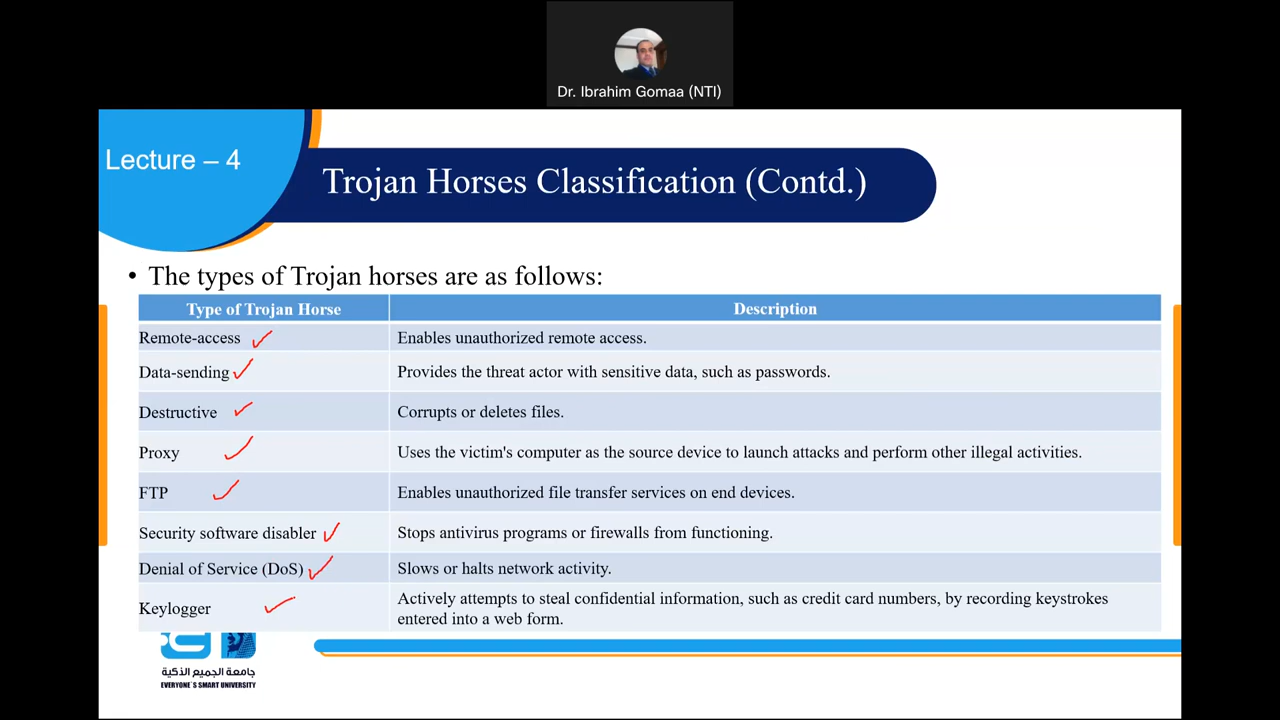 Dr. Ibrahim Gomaa (NTI)
Lecture – 4
Trojan Horses Classification (Contd.)
• The types of Trojan horses are as follows:
Type of Trojan Horse Description
Remote-access Enables unauthorized remote access.
Data-sending Provides the threat actor with sensitive data, such as passwords.
Destructive Corrupts or deletes files.
Proxy Uses the victim's computer as the source device to launch attacks and perform other illegal activities.
FTP Enables unauthorized file transfer services on end devices.
Security software disabler Stops antivirus programs or firewalls from functioning.
Denial of Service (DoS) Slows or halts network activity.
Keylogger Actively attempts to steal confidential information, such as credit card numbers, by recording keystrokes
entered into a web form.
جامعة الجميع الذكية
EVERYONE`S SMART UNIVERSITY